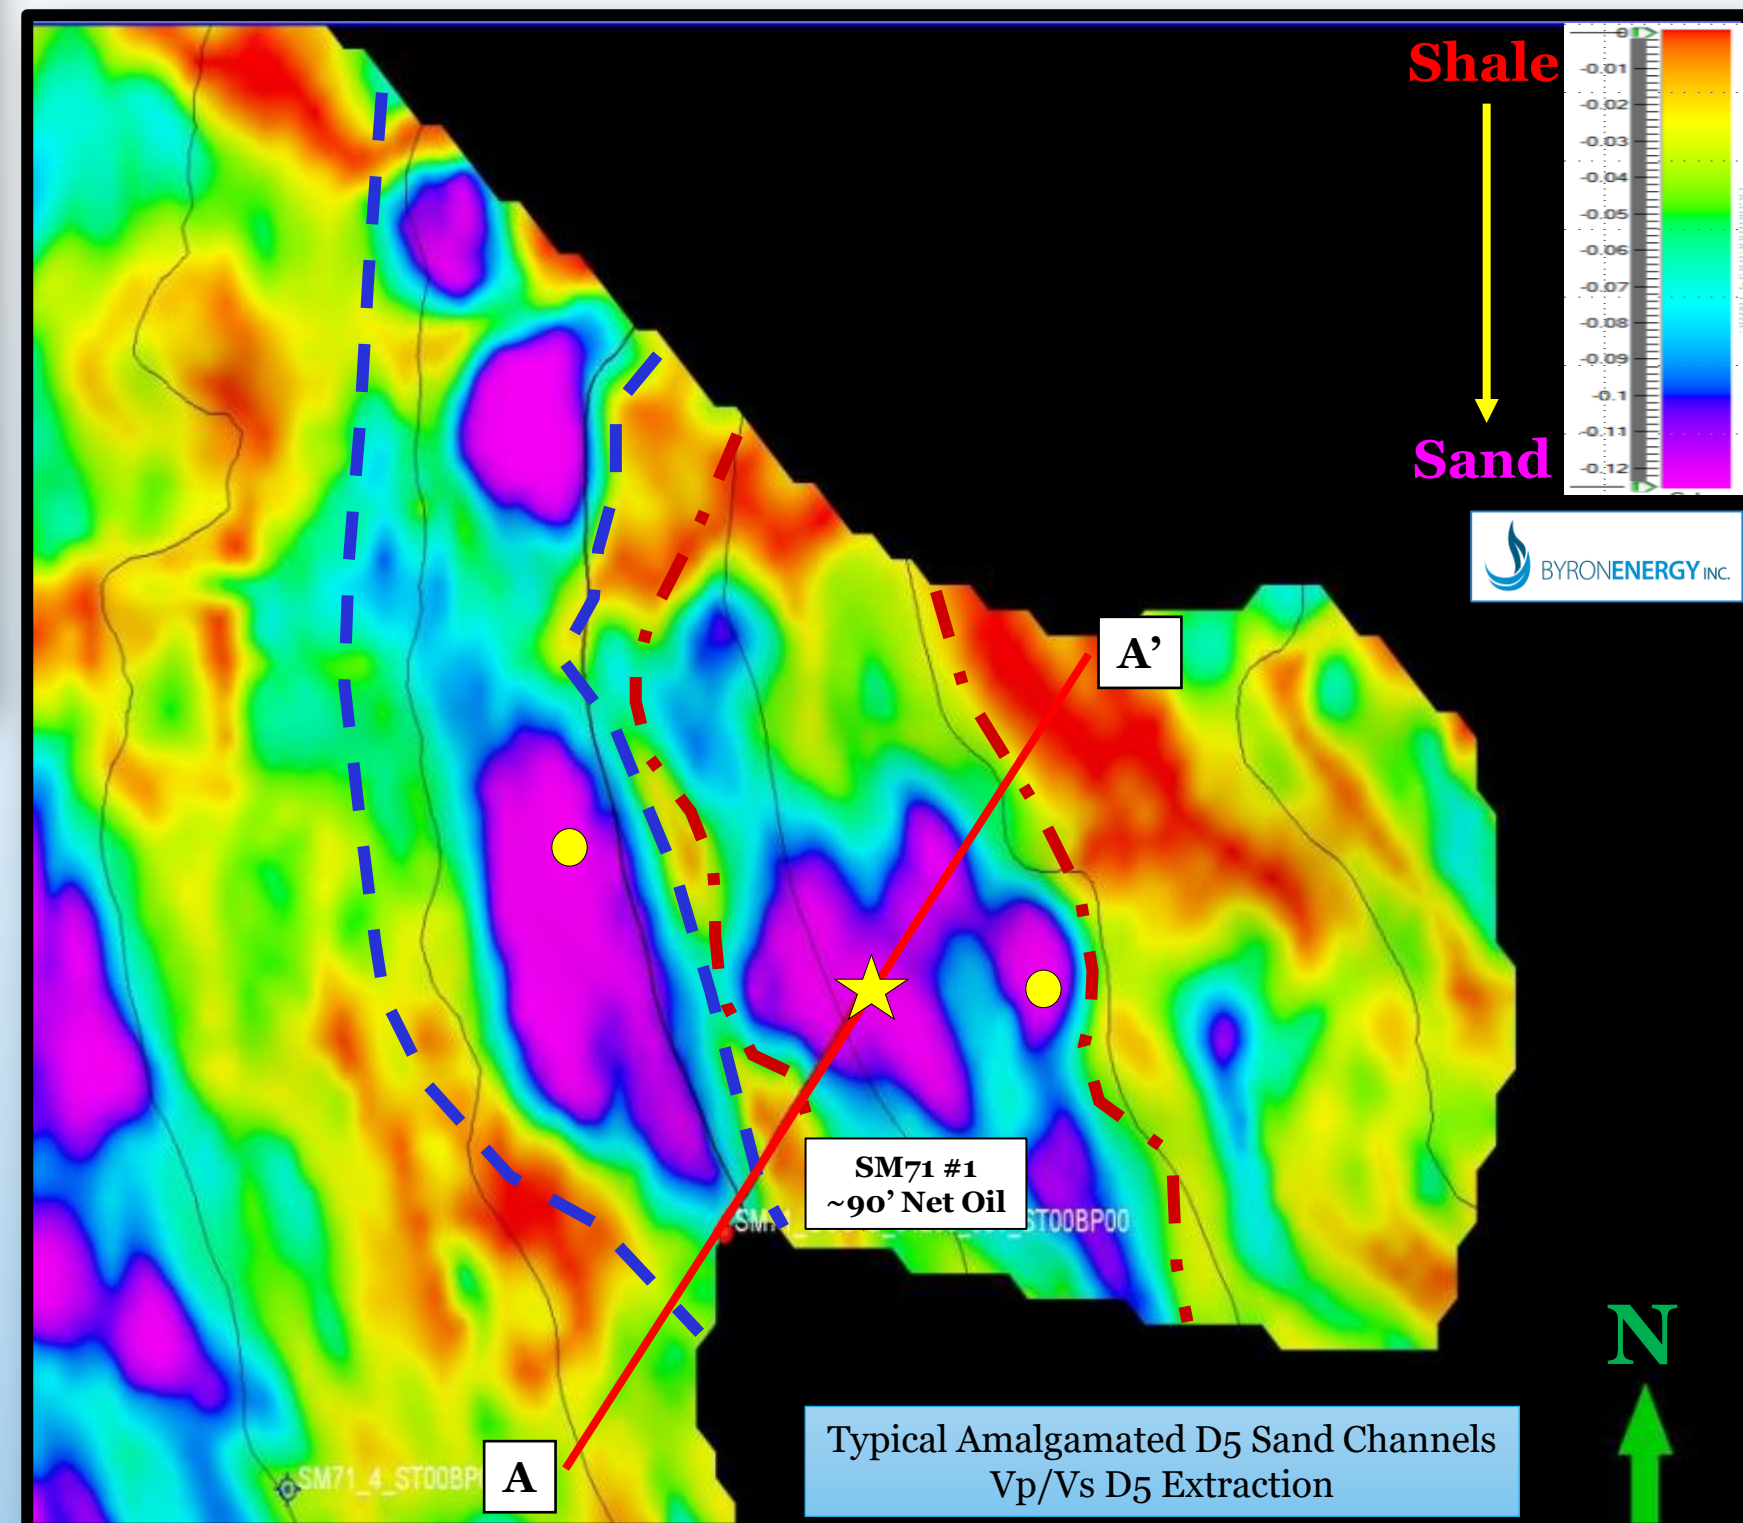 Shale
0
-0.01
-0.02
-0.03
-0.04
-0.05
-0.06
-0.07
-0.08
-0.09
-0.1
-0.11
-0.12
Sand
BYRONENERGY INC.
A’
SM71 #1
~90’ Net Oil
ST00BP00
N
Typical Amalgamated D5 Sand Channels
Vp/Vs D5 Extraction
A
SM71_4_ST00BP